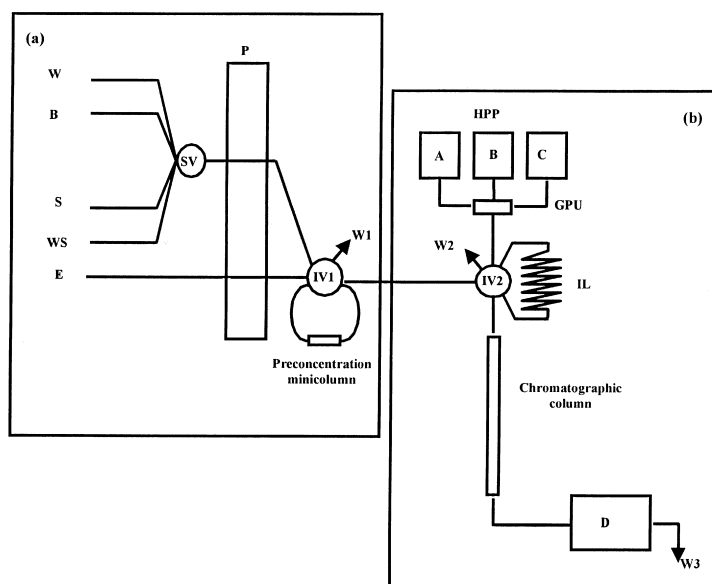 (a)
P
W
B
SV
S
WS
E
W1
IV1
Preconcentration
minicolumn
(b)
HPP
A
B
C
GPU
W2
IV2
IL
Chromatographic
column
D
W3